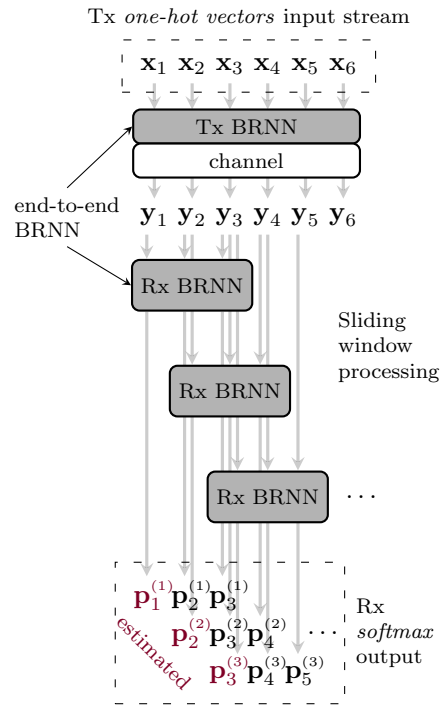 Tx one-hot vectors input stream
x₁ x₂ x₃ x₄ x₅ x₆
Tx BRNN
channel
end-to-end
BRNN
y₁ y₂ y₃ y₄ y₅ y₆
Rx BRNN
Sliding
window
processing
Rx BRNN
Rx BRNN ···
p₁⁽¹⁾ p₂⁽¹⁾ p₃⁽¹⁾
p₂⁽²⁾ p₃⁽²⁾ p₄⁽²⁾ ···
p₃⁽³⁾ p₄⁽³⁾ p₅⁽³⁾
estimated
Rx
softmax
output